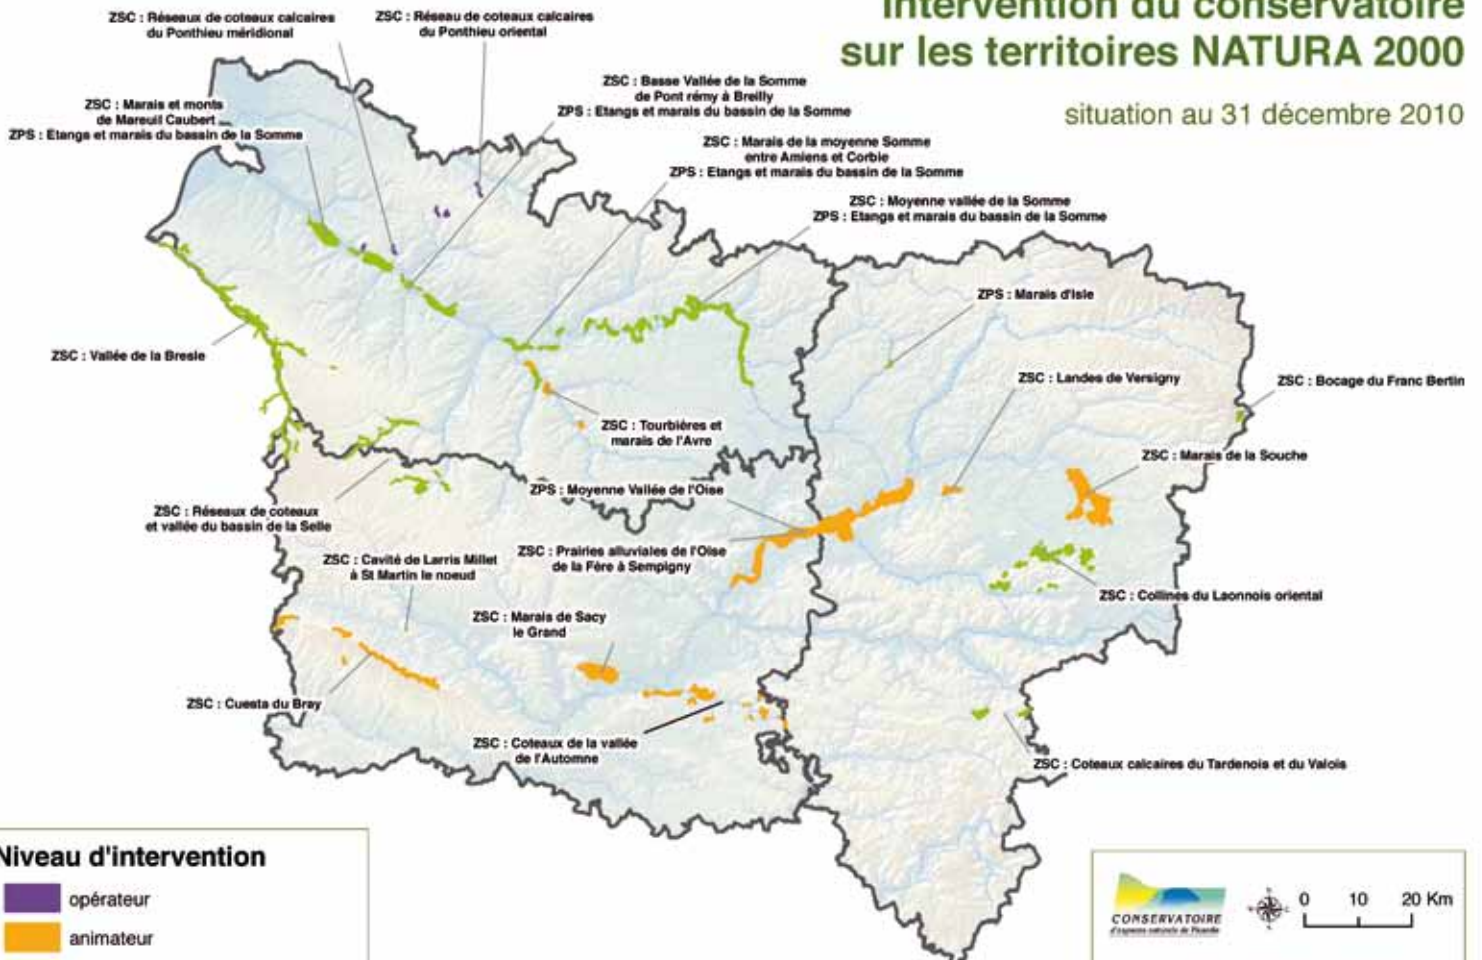 Intervention du conservatoire
sur les territoires NATURA 2000
situation au 31 décembre 2010
ZSC : Réseaux de coteaux calcaires
du Ponthieu méridional
ZSC : Réseau de coteaux calcaires
du Ponthieu oriental
ZSC : Marais et monts
de Mareuil Caubert
ZPS : Etangs et marais du bassin de la Somme
ZSC : Basse Vallée de la Somme
de Pont rémy à Breilly
ZPS : Etangs et marais du bassin de la Somme
ZSC : Marais de la moyenne Somme
entre Amiens et Corbie
ZPS : Etangs et marais du bassin de la Somme
ZSC : Moyenne vallée de la Somme
ZPS : Etangs et marais du bassin de la Somme
ZPS : Marais d'Isle
ZSC : Vallée de la Bresle
ZSC : Landes de Versigny
ZSC : Bocage du Franc Bertin
ZSC : Tourbières et
marais de l'Avre
ZSC : Marais de la Souche
ZPS : Moyenne Vallée de l'Oise
ZSC : Réseaux de coteaux
et vallée du bassin de la Selle
ZSC : Cavité de Larris Millet
à St Martin le noeud
ZSC : Prairies alluviales de l'Oise
de la Fère à Sempigny
ZSC : Collines du Laonnois oriental
ZSC : Marais de Sacy
le Grand
ZSC : Cuesta du Bray
ZSC : Coteaux de la vallée
de l'Automne
ZSC : Coteaux calcaires du Tardenois et du Valois
Niveau d'intervention
opérateur
animateur
CONSERVATOIRE
d'espaces naturels de Picardie
0 10 20 Km